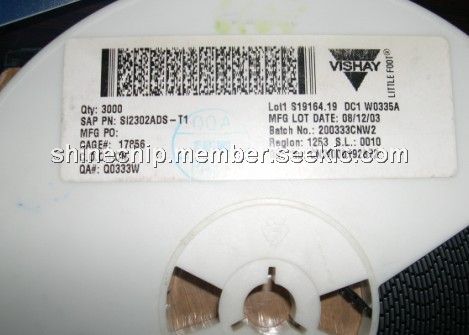 VISHAY
LITTLE FOOT®
Qty: 3000
SAP PN: SI2302ADS-T1
MFG PO:
CAGE#: 17856
QA#: Q0333W
Lot1 S19164.19 DC1 W0335A
MFG LOT DATE: 08/12/03
Batch No.: 200333CNW2
Region: 1253 S.L.: 0010
shinechip.member.seekic.com